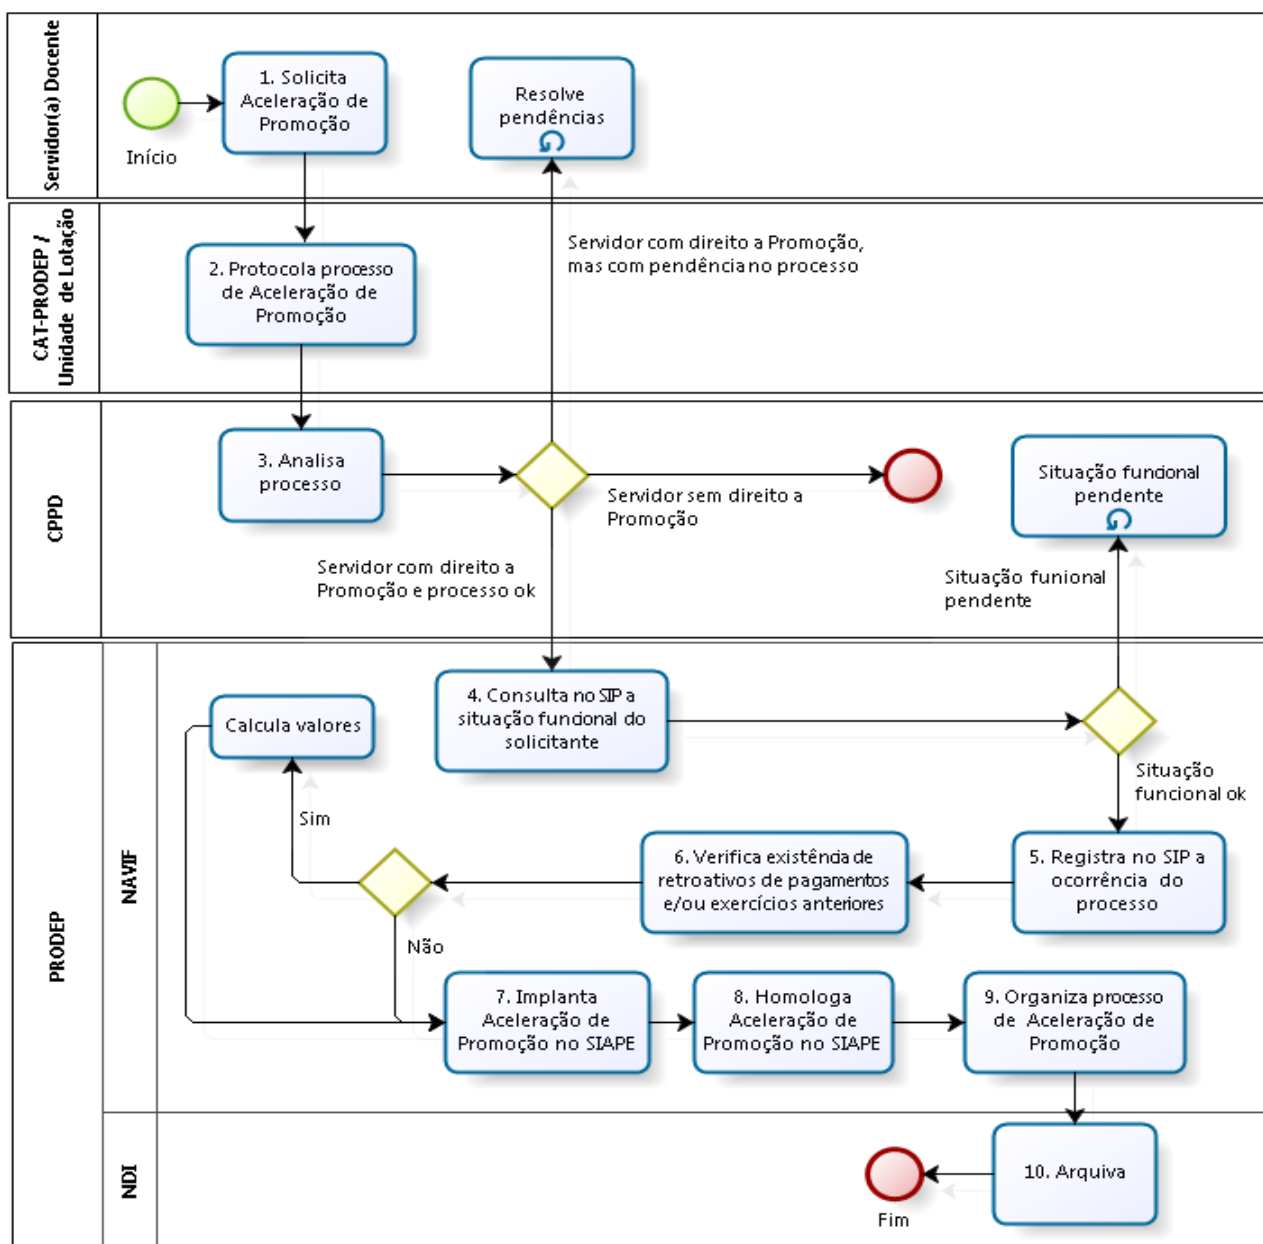 Servidor(a) Docente
Início
1. Solicita
Aceleração de
Promoção
Resolve
pendências
CAT-PRODEP /
Unidade de Lotação
2. Protocola processo
de Aceleração de
Promoção
Servidor com direito a Promoção,
mas com pendência no processo
CPPD
3. Analisa
processo
Servidor sem direito a
Promoção
Situação funcional
pendente
Servidor com direito a
Promoção e processo ok
Situação funional
pendente
PRODEP
NAVIF
Calcula valores
4. Consulta no SIP a
situação funcional do
solicitante
Situação
funcional ok
Sim
6. Verifica existência de
retroativos de pagamentos
e/ou exercícios anteriores
5. Registra no SIP a
ocorrência do
processo
Não
7. Implanta
Aceleração de
Promoção no SIAPE
8. Homologa
Aceleração de
Promoção no SIAPE
9. Organiza processo
de Aceleração de
Promoção
NDI
10. Arquiva
Fim